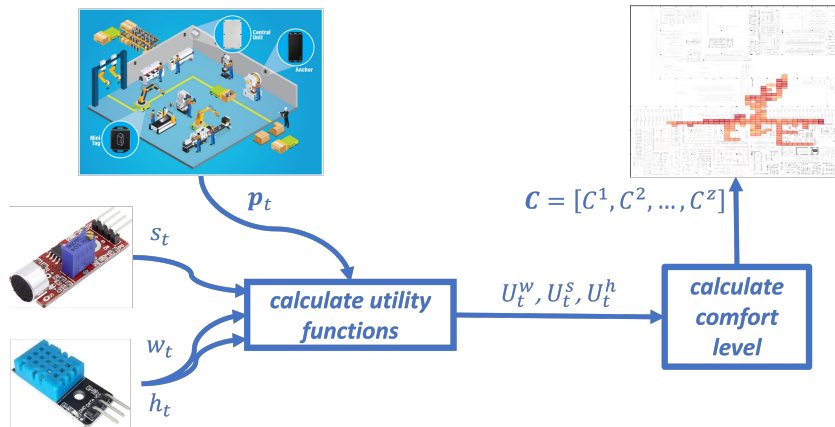 Central
Unit
Anchor
Mini
Tag
p_t
C = [C^1, C^2, ..., C^z]
s_t
calculate utility
functions
U_t^w, U_t^s, U_t^h
calculate
comfort
level
w_t
h_t